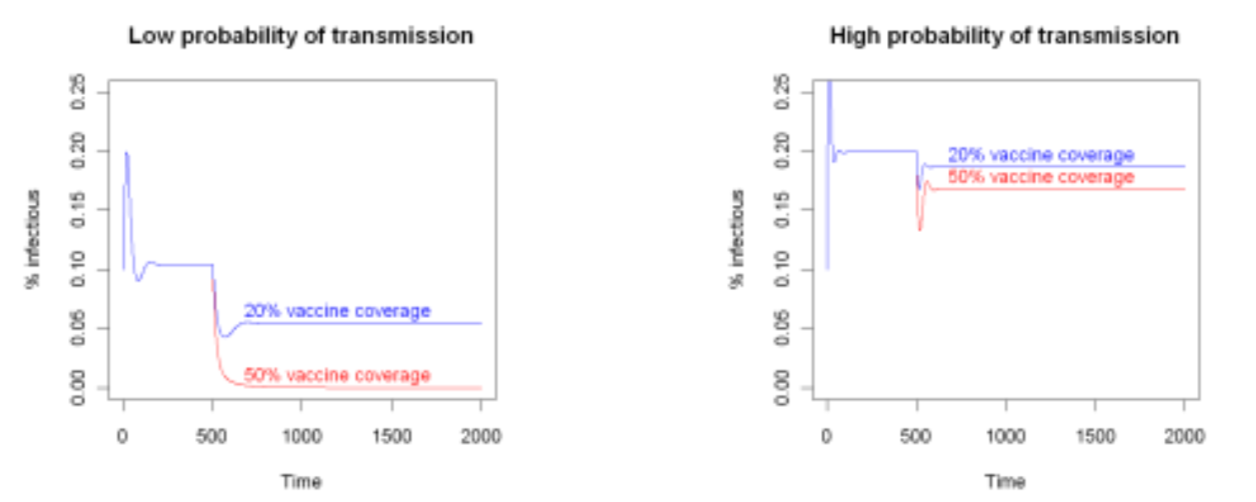 Low probability of transmission
% infectious
0.25
0.20
0.15
0.10
0.05
0.00
20% vaccine coverage
50% vaccine coverage
0 500 1000 1500 2000
Time
High probability of transmission
% infectious
0.25
0.20
0.15
0.10
0.05
0.00
20% vaccine coverage
50% vaccine coverage
0 500 1000 1500 2000
Time